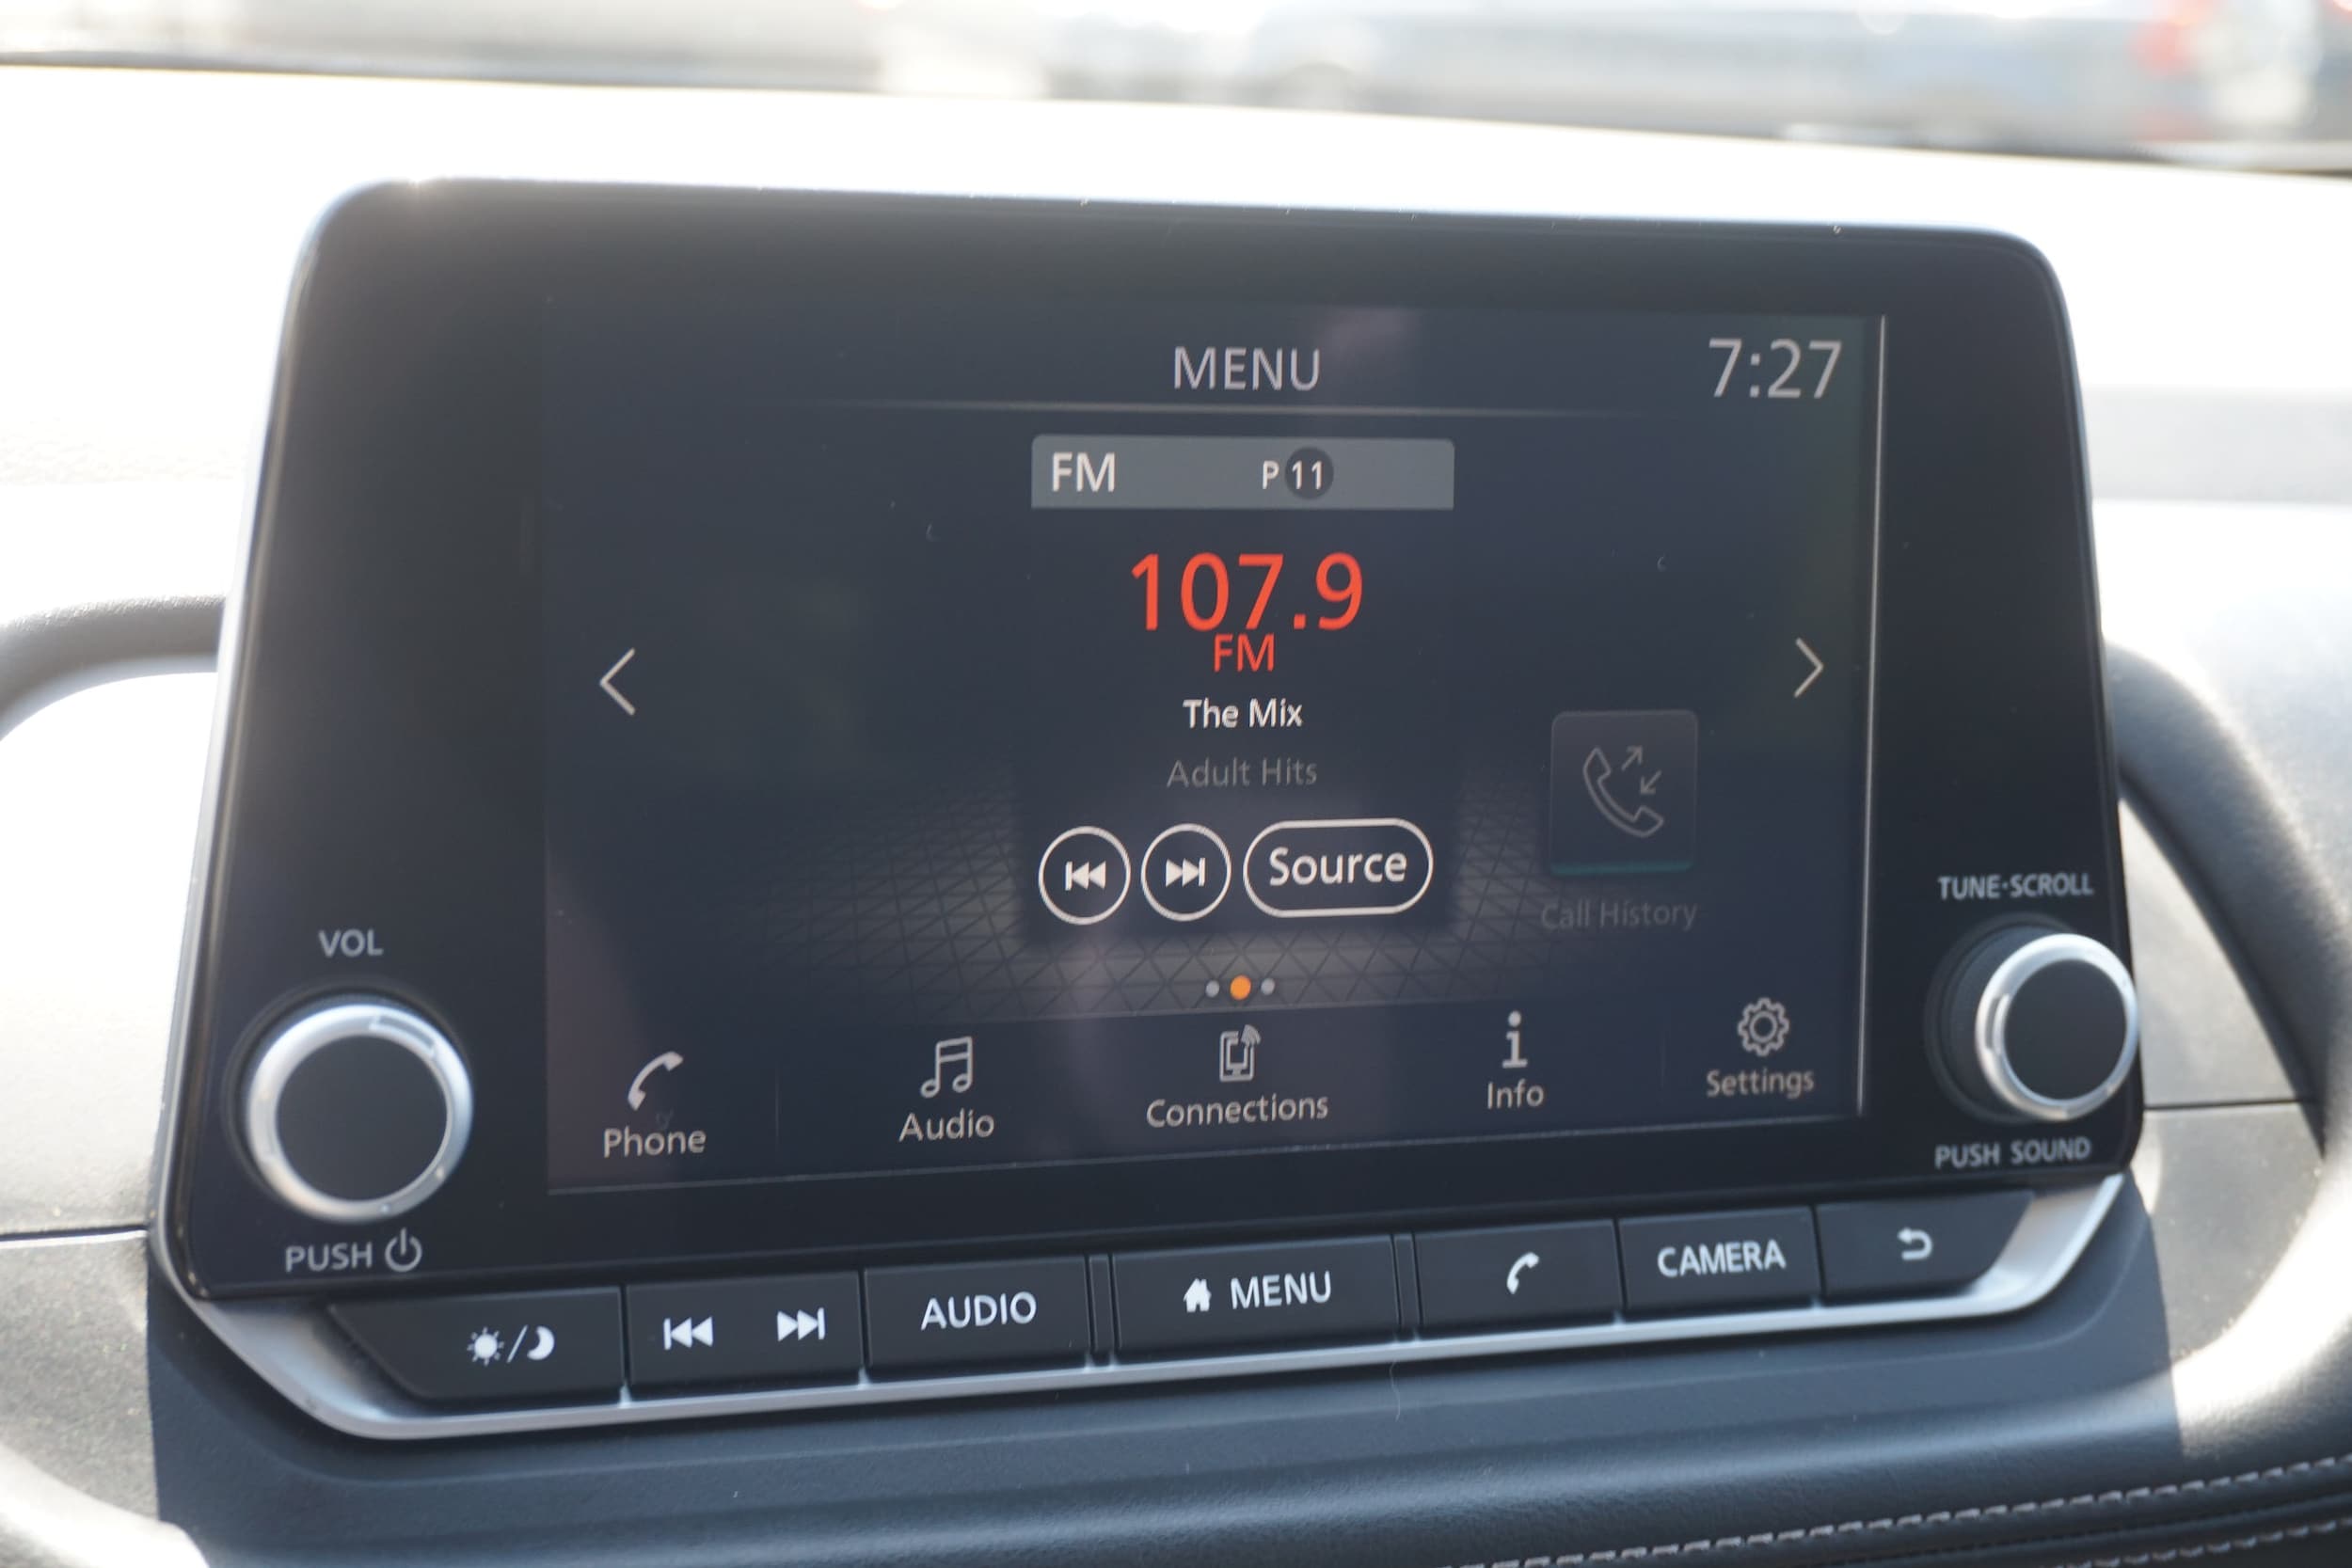 MENU
7:27
FM P 11
107.9
FM
The Mix
Adult Hits
Source
Call History
Phone
Audio
Connections
Info
Settings
VOL
PUSH
TUNE·SCROLL
PUSH SOUND
AUDIO
MENU
CAMERA